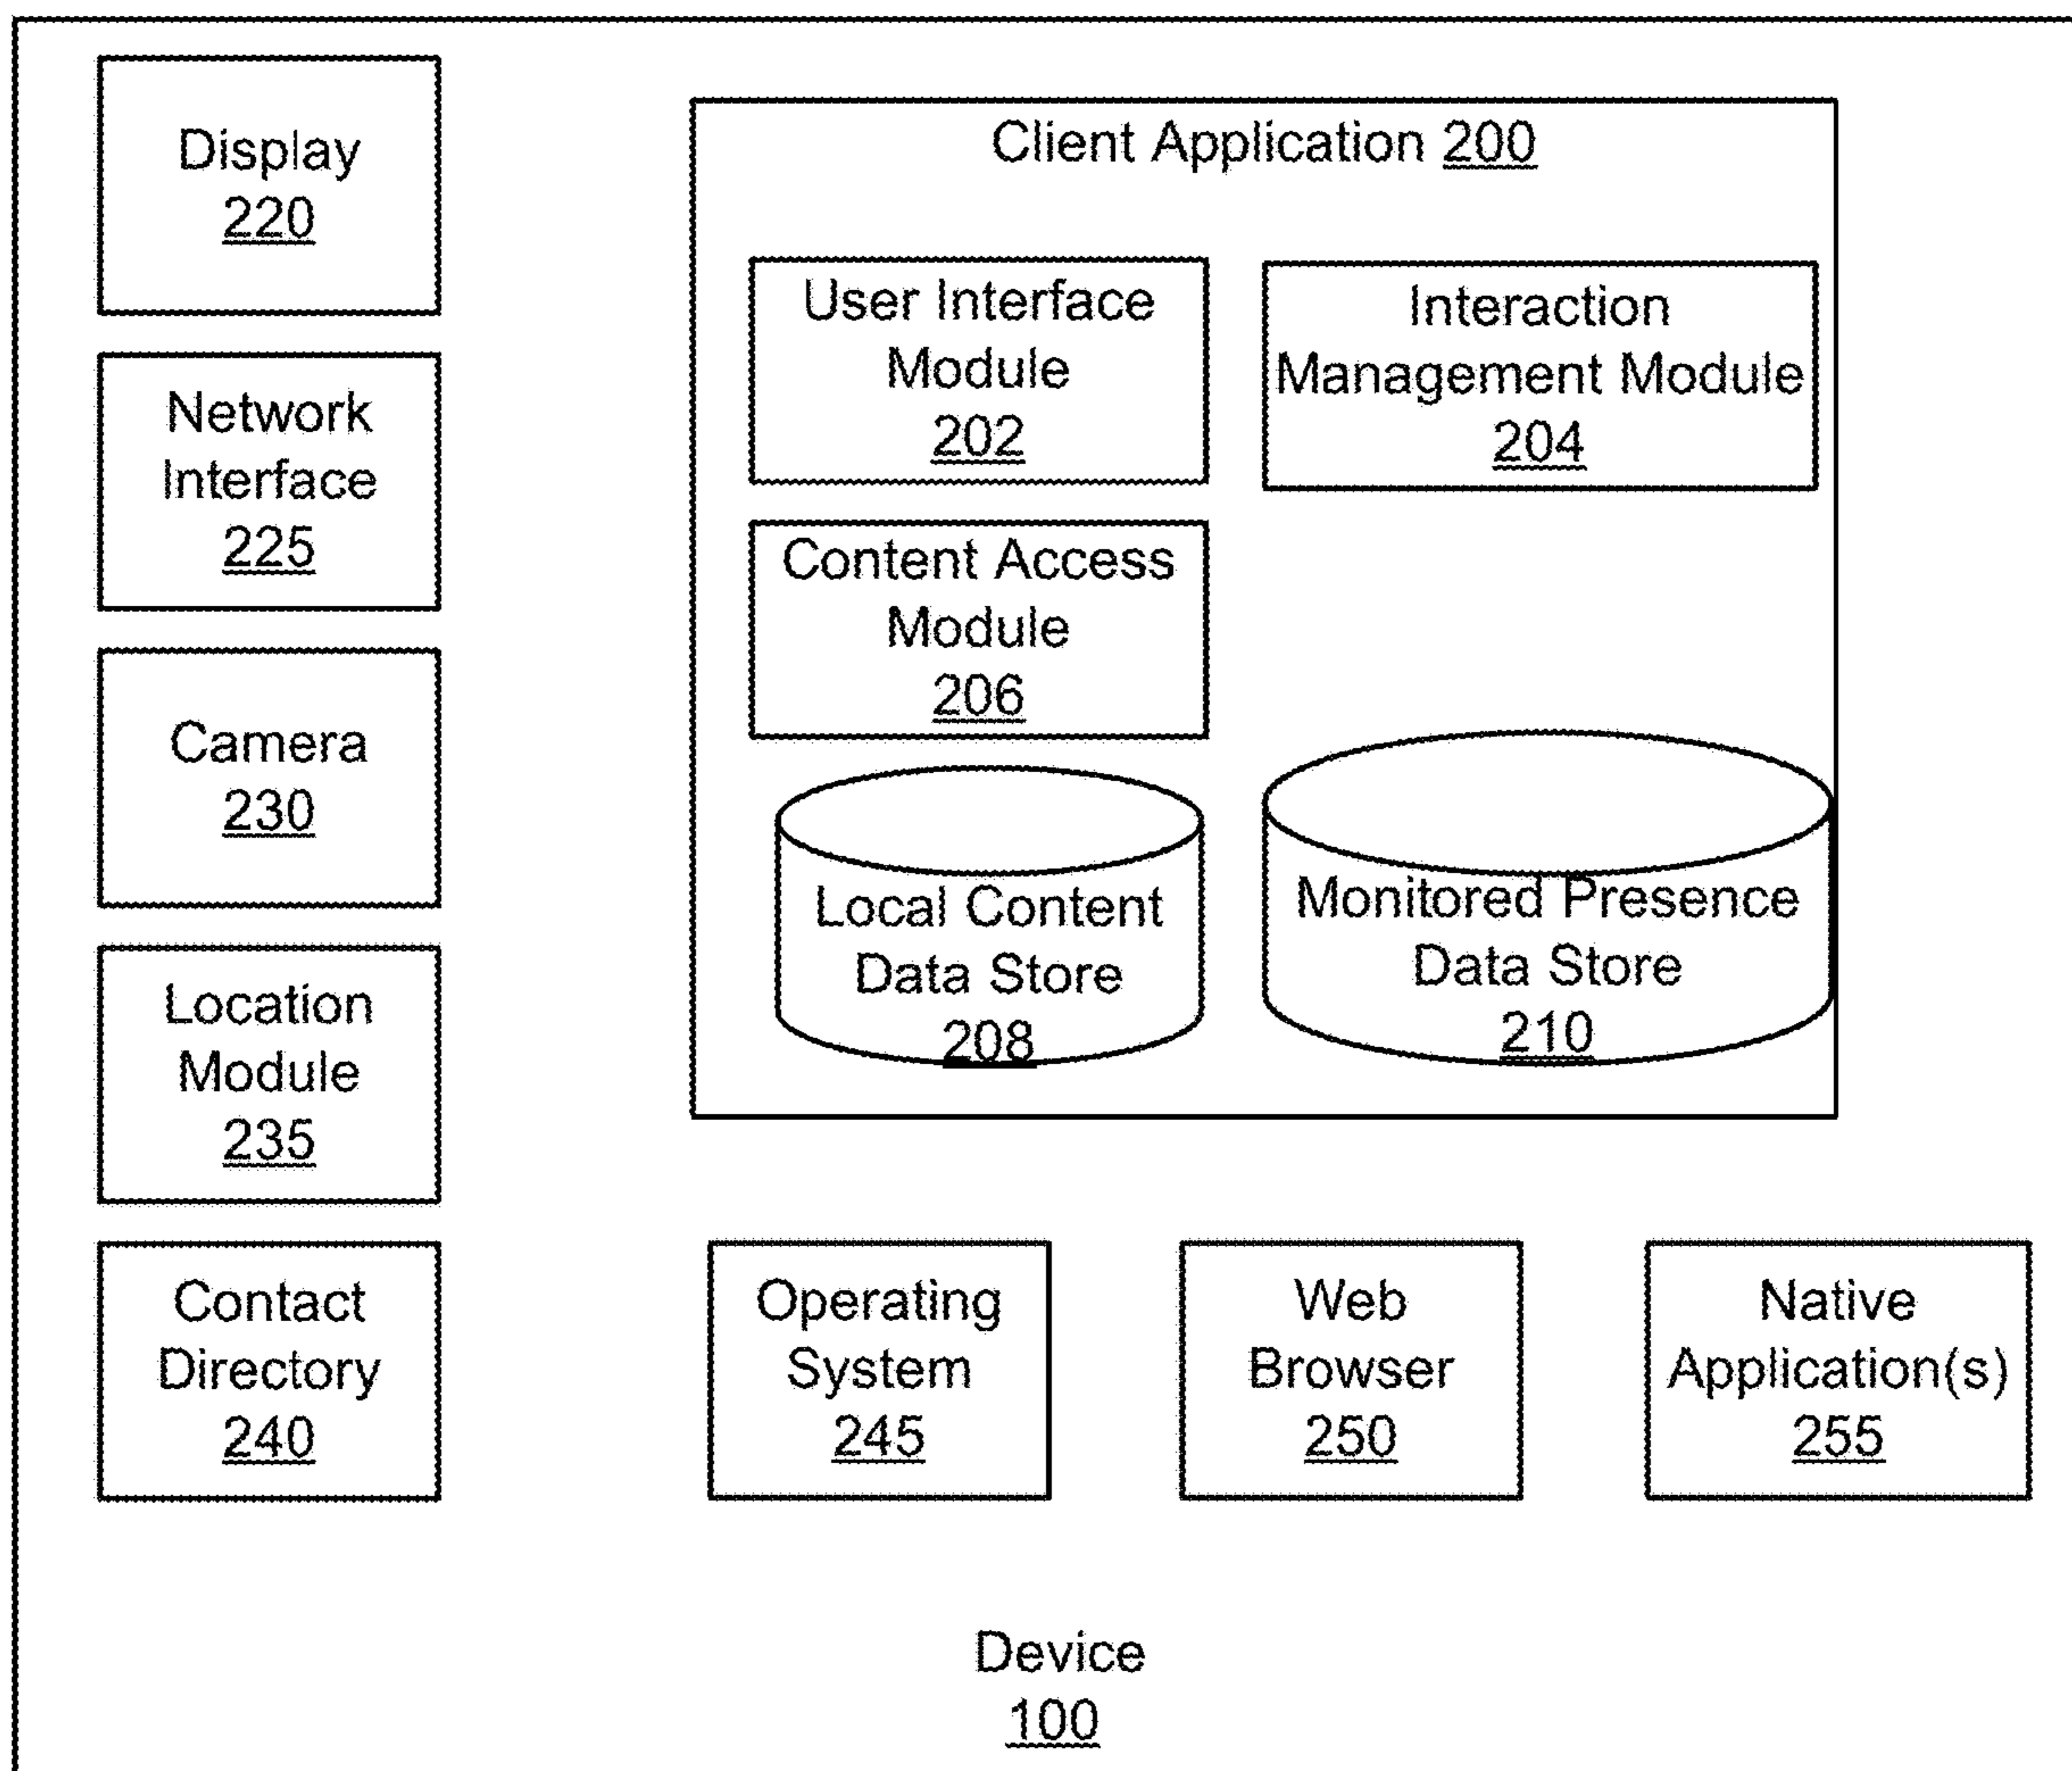 Display
220
Network
Interface
225
Camera
230
Location
Module
235
Contact
Directory
240
Client Application 200
User Interface
Module
202
Interaction
Management Module
204
Content Access
Module
206
Local Content
Data Store
208
Monitored Presence
Data Store
210
Operating
System
245
Web
Browser
250
Native
Application(s)
255
Device
100